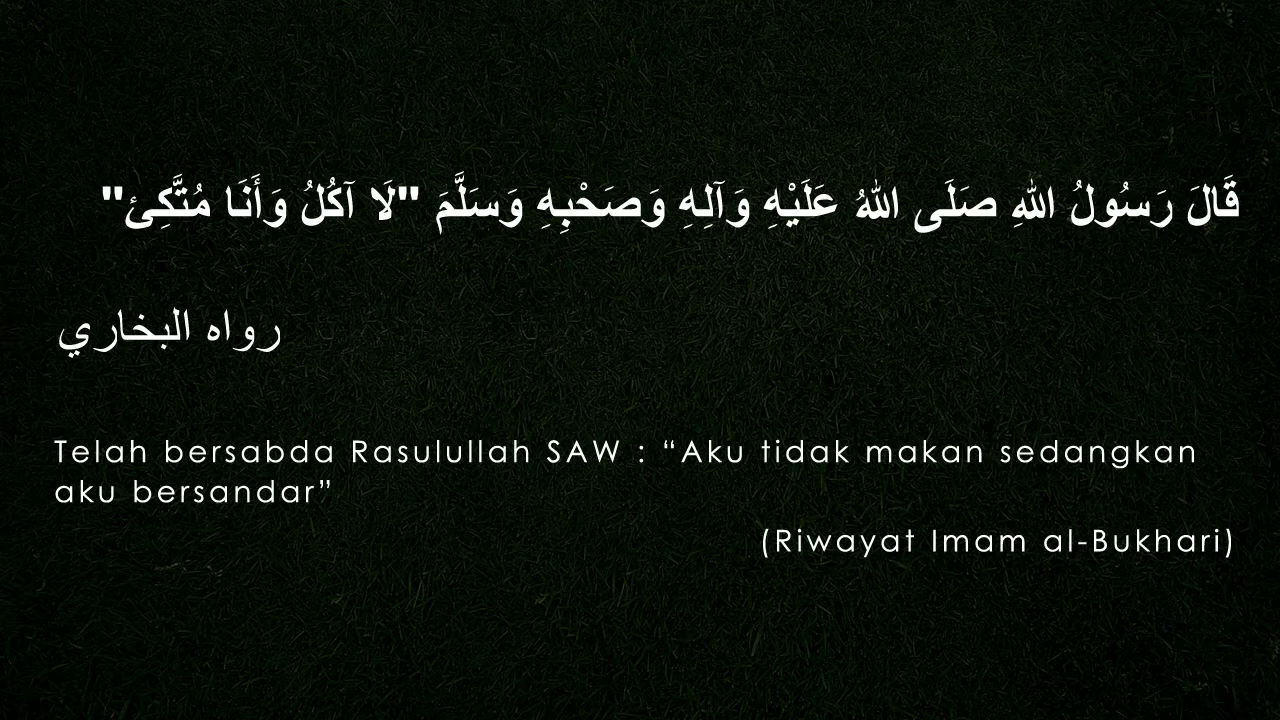 قَالَ رَسُولُ اللهِ صَلَى اللهُ عَلَيْهِ وَآلِهِ وَصَحْبِهِ وَسَلَّمَ "لَا آكُلُ وَأَنَا مُتَّكِئ"
رواه البخاري
Telah bersabda Rasulullah SAW : “Aku tidak makan sedangkan
aku bersandar”
(Riwayat Imam al-Bukhari)